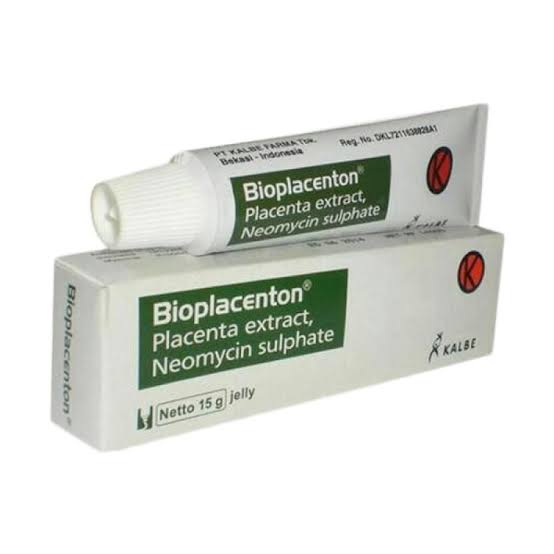 PT KALBE FARMA Tbk.
Bekasi - Indonesia
Reg. No. DKL7211638828A1
Bioplacenton®
Placenta extract,
Neomycin sulphate
K
KALBE
Bioplacenton®
Bioplacenton®
Placenta extract,
Neomycin sulphate
Netto 15 g
jelly
K
KALBE